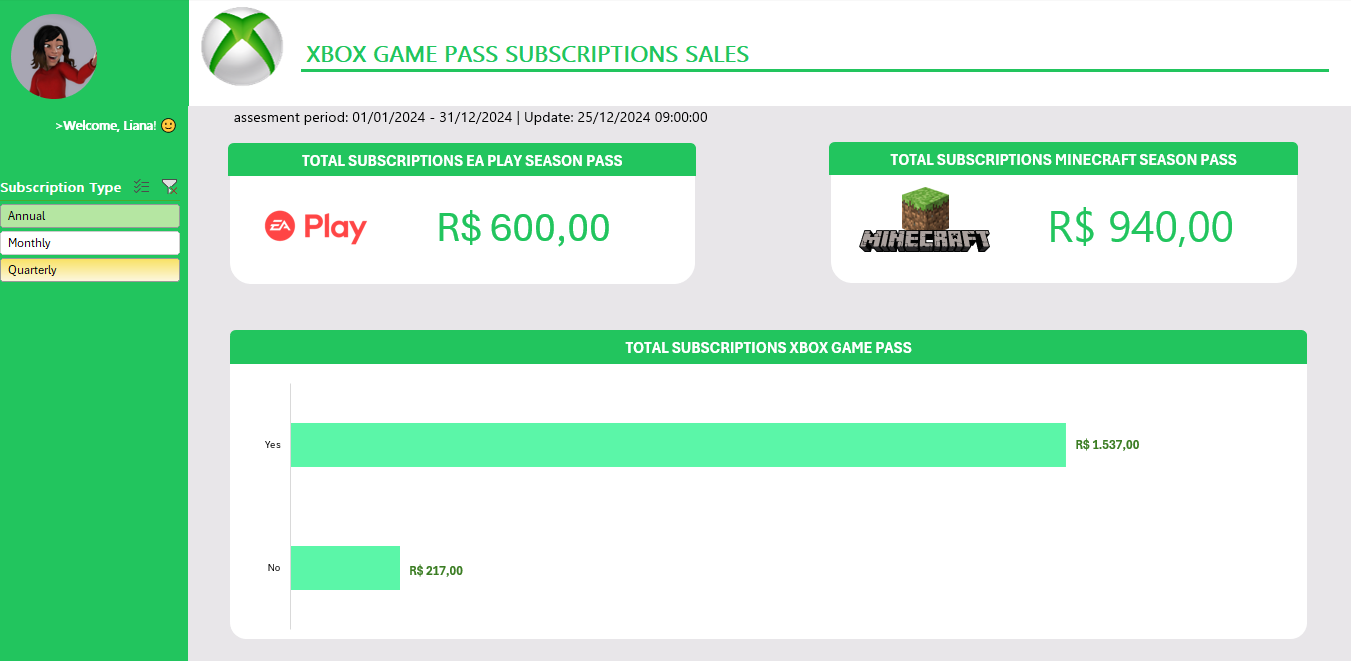 XBOX GAME PASS SUBSCRIPTIONS SALES
>Welcome, Liana!
assesment period: 01/01/2024 - 31/12/2024 | Update: 25/12/2024 09:00:00
Subscription Type
Annual
Monthly
Quarterly
TOTAL SUBSCRIPTIONS EA PLAY SEASON PASS
EA Play
R$ 600,00
TOTAL SUBSCRIPTIONS MINECRAFT SEASON PASS
MINECRAFT
R$ 940,00
TOTAL SUBSCRIPTIONS XBOX GAME PASS
Yes
R$ 1.537,00
No
R$ 217,00